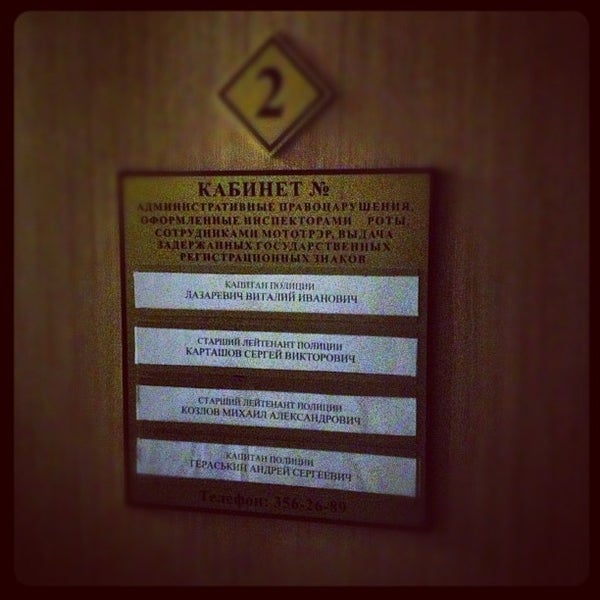 2
КАБИНЕТ №
АДМИНИСТРАТИВНЫЕ ПРАВОНАРУШЕНИЯ,
ОФОРМЛЕННЫЕ ИНСПЕКТОРАМИ РОТЫ,
СОТРУДНИКАМИ МОТОТРЭР, ВЫДАЧА
ЗАДЕРЖАННЫХ ГОСУДАРСТВЕННЫХ
РЕГИСТРАЦИОННЫХ ЗНАКОВ
КАПИТАН ПОЛИЦИИ
ЛАЗАРЕВИЧ ВИТАЛИЙ ИВАНОВИЧ
СТАРШИЙ ЛЕЙТЕНАНТ ПОЛИЦИИ
КАРТАШОВ СЕРГЕЙ ВИКТОРОВИЧ
СТАРШИЙ ЛЕЙТЕНАНТ ПОЛИЦИИ
КОЗЛОВ МИХАИЛ АЛЕКСАНДРОВИЧ
КАПИТАН ПОЛИЦИИ
ГЕРАСЬКИН АНДРЕЙ СЕРГЕЕВИЧ
Телефон: 356-26-89